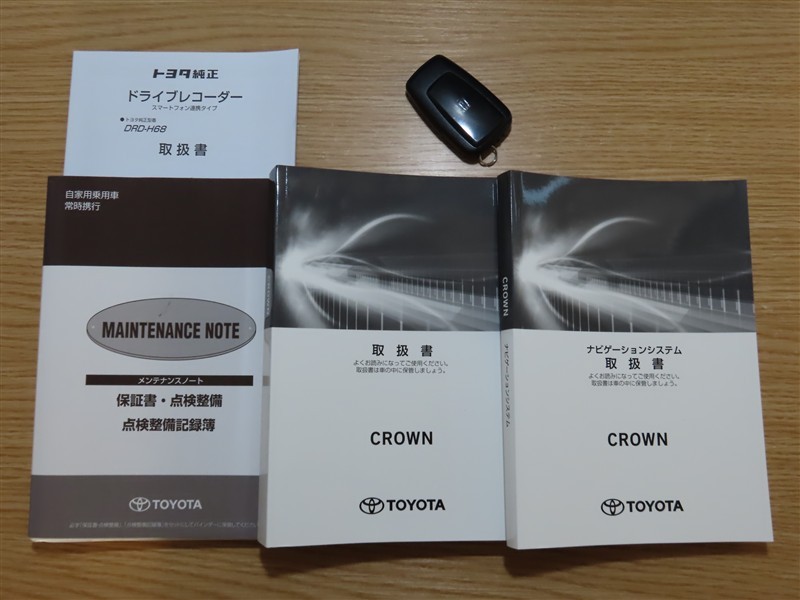 トヨタ純正
ドライブレコーダー
スマートフォン連携タイプ
●トヨタ純正型番
DRD-H68
取扱書
自家用乗用車
常時携行
MAINTENANCE NOTE
メンテナンスノート
保証書・点検整備
点検整備記録簿
TOYOTA
取扱書
よくお読みになってご使用ください。
取扱書は車の中に保管しましょう。
CROWN
TOYOTA
CROWN
ナビゲーションシステム
ナビゲーションシステム
取扱書
よくお読みになってご使用ください。
取扱書は車の中に保管しましょう。
CROWN
TOYOTA